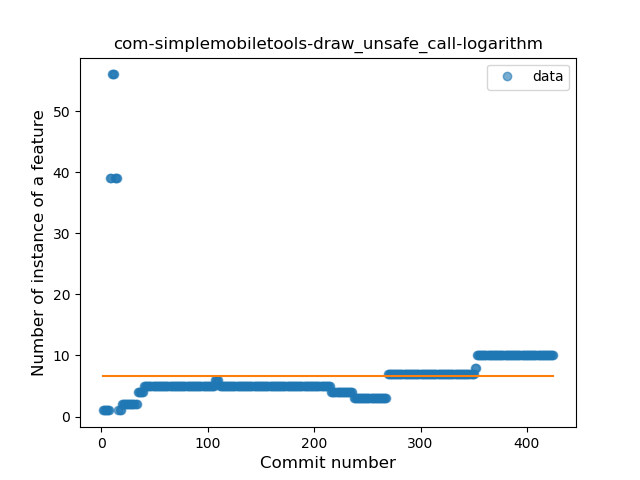 com-simplemobiletools-draw_unsafe_call-logarithm
data
Number of instance of a feature
50
40
30
20
10
0
0 100 200 300 400
Commit number